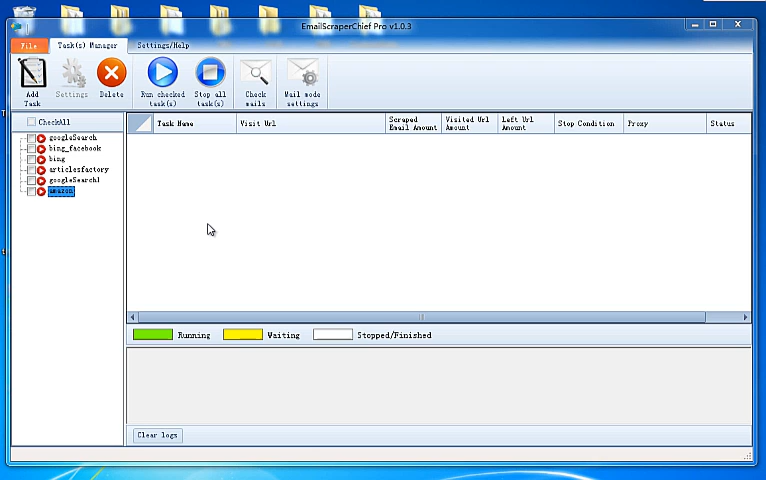 EmailScraperChief Pro v1.0.3
File Task(s) Manager Settings/Help
Add Task
Settings
Delete
Run checked task(s)
Stop all task(s)
Check mails
Mail mode settings
CheckAll
googleSearch
bing_facebook
bing
articlesfactory
googleSearch1
amazon
Task Name
Visit Url
Scraped Email Amount
Visited Url Amount
Left Url Amount
Stop Condition
Proxy
Status
Running
Waiting
Stopped/Finished
Clear logs